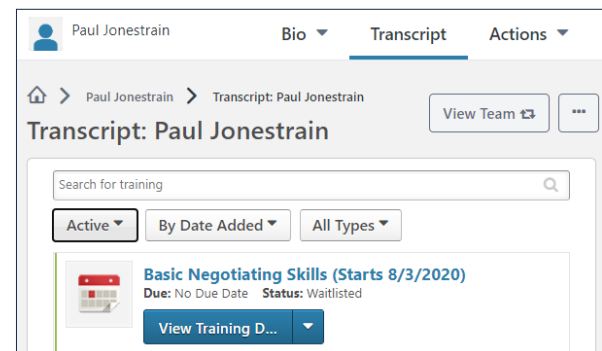 Paul Jonestrain
Bio Transcript Actions
Paul Jonestrain Transcript: Paul Jonestrain
View Team
Transcript: Paul Jonestrain
Search for training
Active By Date Added All Types
Basic Negotiating Skills (Starts 8/3/2020)
Due: No Due Date Status: Waitlisted
View Training D...